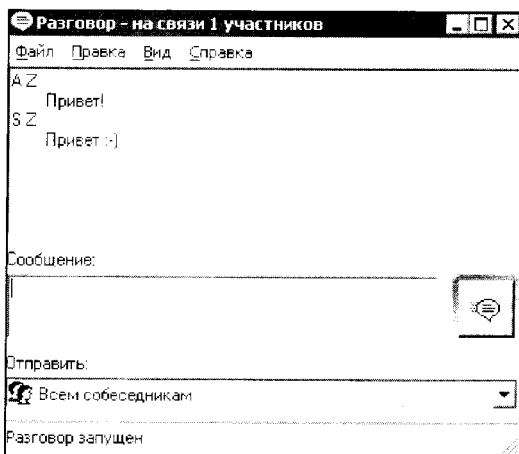 Разговор - на связи 1 участников
Файл Правка Вид Справка
A Z
Привет!
S Z
Привет :-)
Сообщение:
Отправить:
Всем собеседникам
Разговор запущен